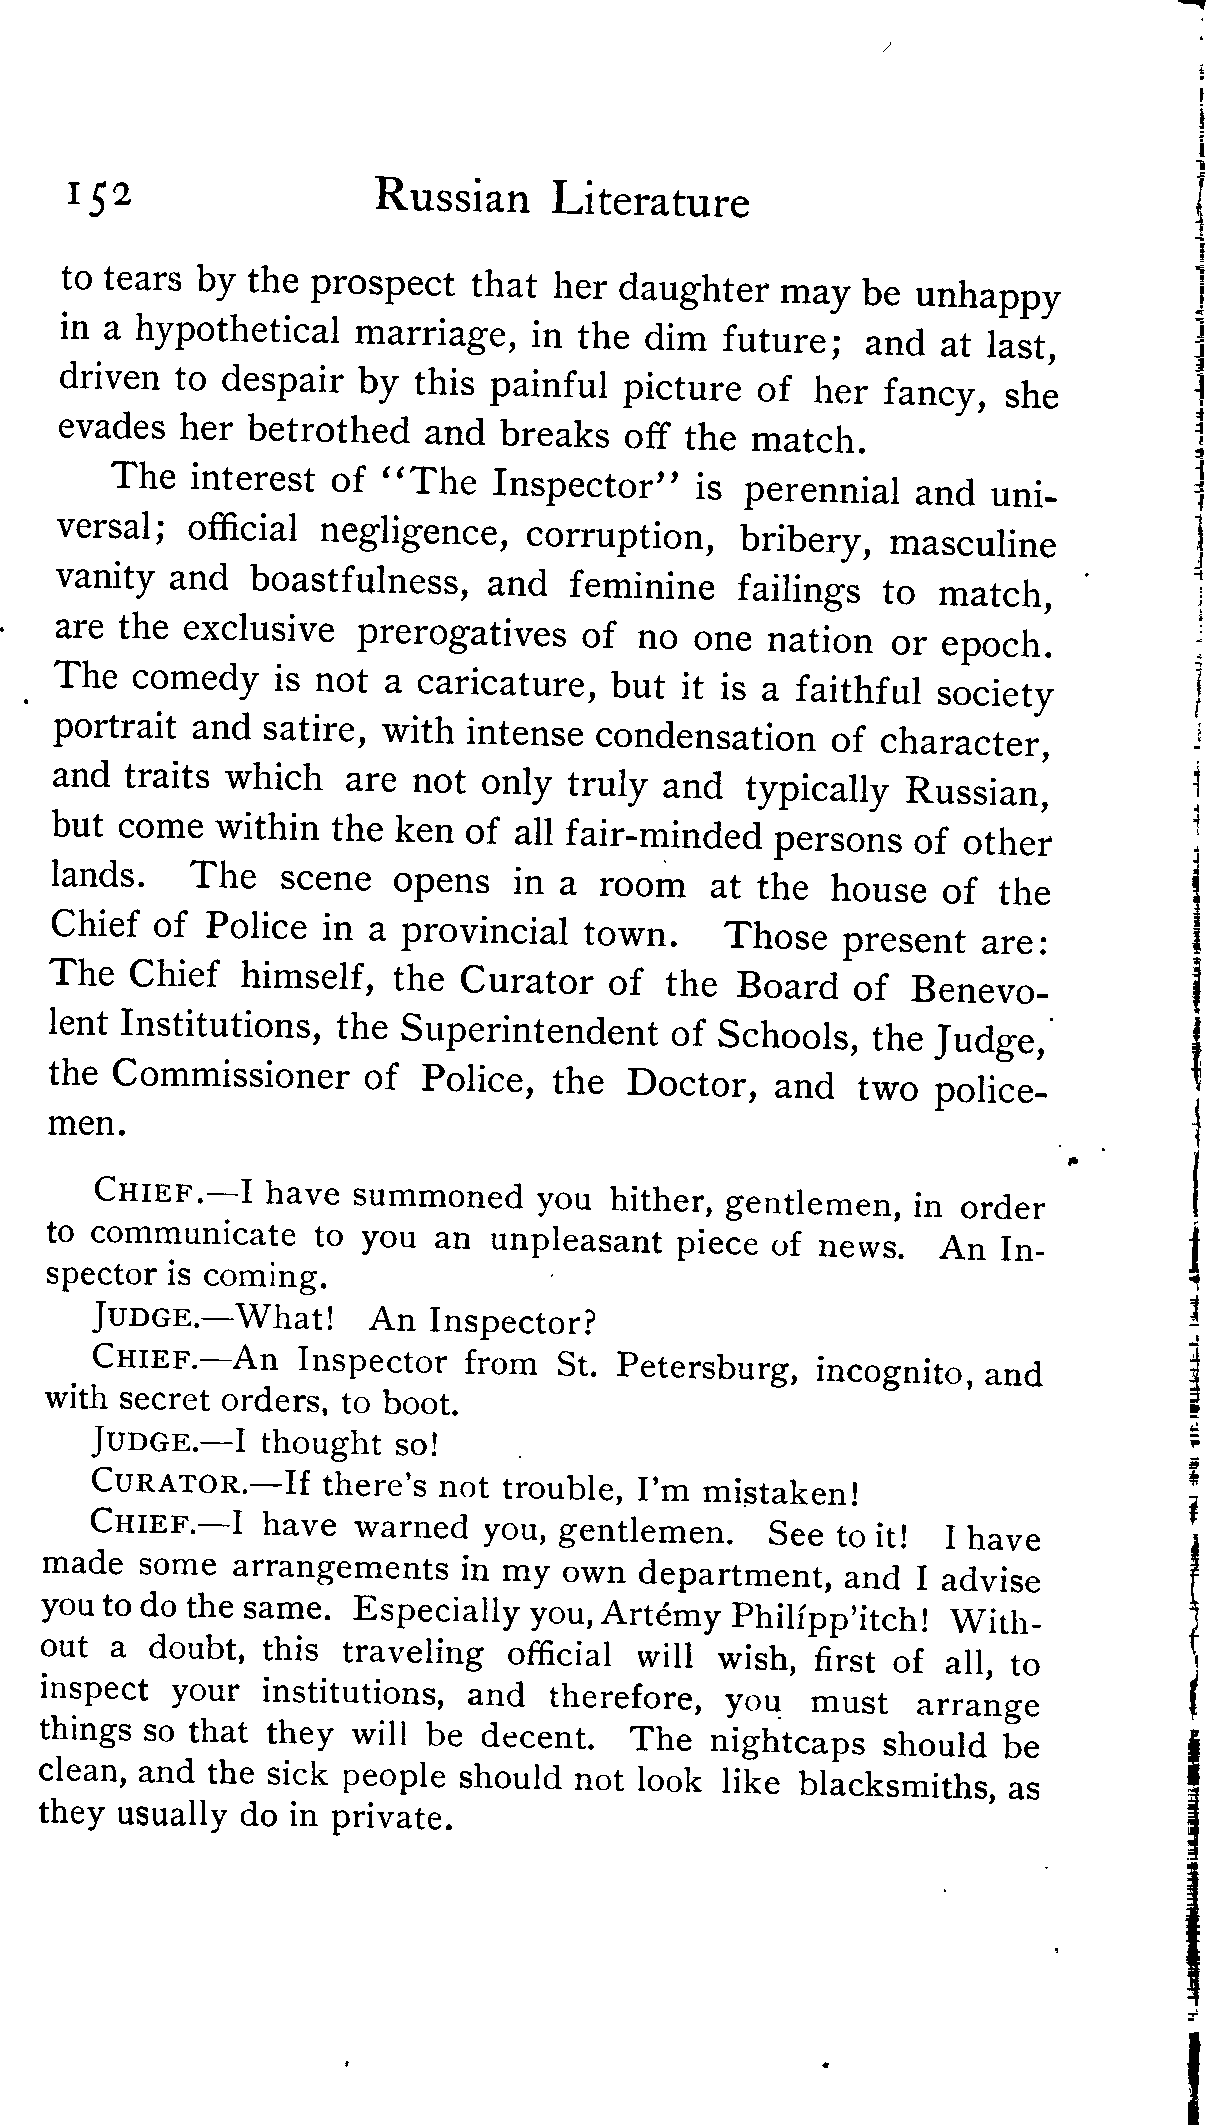 152 Russian Literature
to tears by the prospect that her daughter may be unhappy
in a hypothetical marriage, in the dim future; and at last,
driven to despair by this painful picture of her fancy, she
evades her betrothed and breaks off the match.
The interest of “The Inspector” is perennial and uni-
versal; official negligence, corruption, bribery, masculine
vanity and boastfulness, and feminine failings to match,
are the exclusive prerogatives of no one nation or epoch.
The comedy is not a caricature, but it is a faithful society
portrait and satire, with intense condensation of character,
and traits which are not only truly and typically Russian,
but come within the ken of all fair-minded persons of other
lands. The scene opens in a room at the house of the
Chief of Police in a provincial town. Those present are:
The Chief himself, the Curator of the Board of Benevo-
lent Institutions, the Superintendent of Schools, the Judge,
the Commissioner of Police, the Doctor, and two police-
men.
CHIEF.—I have summoned you hither, gentlemen, in order
to communicate to you an unpleasant piece of news. An In-
spector is coming.
JUDGE.—What! An Inspector?
CHIEF.—An Inspector from St. Petersburg, incognito, and
with secret orders, to boot.
JUDGE.—I thought so!
CURATOR.—If there's not trouble, I'm mistaken!
CHIEF.—I have warned you, gentlemen. See to it! I have
made some arrangements in my own department, and I advise
you to do the same. Especially you, Artémy Philípp'itch! With-
out a doubt, this traveling official will wish, first of all, to
inspect your institutions, and therefore, you must arrange
things so that they will be decent. The nightcaps should be
clean, and the sick people should not look like blacksmiths, as
they usually do in private.